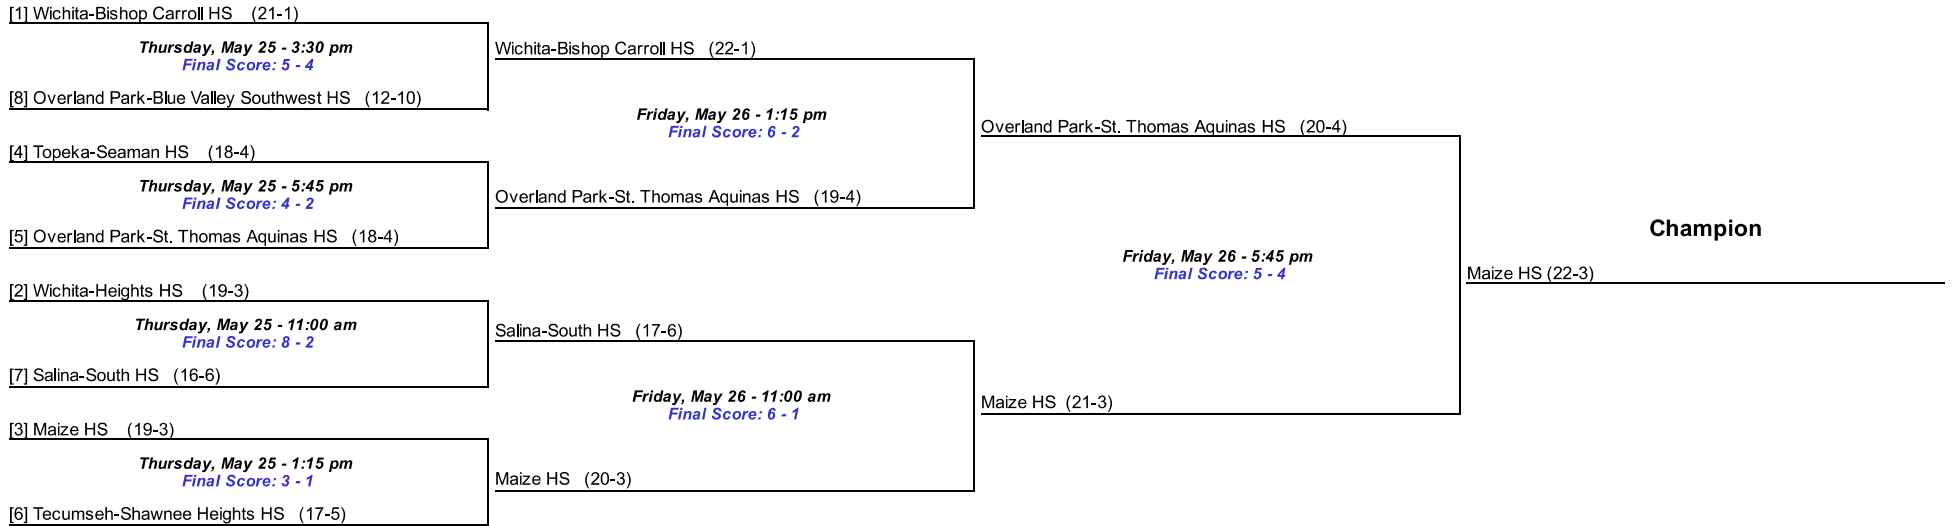 [1] Wichita-Bishop Carroll HS (21-1)
Thursday, May 25 - 3:30 pm
Final Score: 5 - 4
[8] Overland Park-Blue Valley Southwest HS (12-10)
[4] Topeka-Seaman HS (18-4)
Thursday, May 25 - 5:45 pm
Final Score: 4 - 2
[5] Overland Park-St. Thomas Aquinas HS (18-4)
[2] Wichita-Heights HS (19-3)
Thursday, May 25 - 11:00 am
Final Score: 8 - 2
[7] Salina-South HS (16-6)
[3] Maize HS (19-3)
Thursday, May 25 - 1:15 pm
Final Score: 3 - 1
[6] Tecumseh-Shawnee Heights HS (17-5)
Wichita-Bishop Carroll HS (22-1)
Friday, May 26 - 1:15 pm
Final Score: 6 - 2
Overland Park-St. Thomas Aquinas HS (19-4)
Salina-South HS (17-6)
Friday, May 26 - 11:00 am
Final Score: 6 - 1
Maize HS (20-3)
Overland Park-St. Thomas Aquinas HS (20-4)
Friday, May 26 - 5:45 pm
Final Score: 5 - 4
Maize HS (21-3)
Champion
Maize HS (22-3)